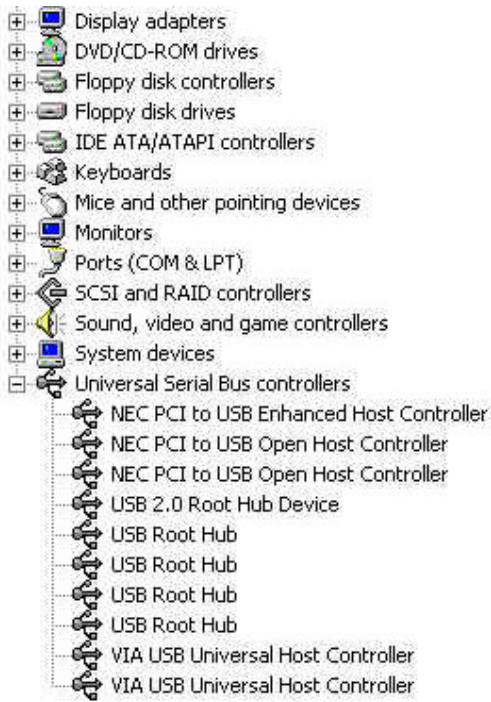 Display adapters
DVD/CD-ROM drives
Floppy disk controllers
Floppy disk drives
IDE ATA/ATAPI controllers
Keyboards
Mice and other pointing devices
Monitors
Ports (COM & LPT)
SCSI and RAID controllers
Sound, video and game controllers
System devices
Universal Serial Bus controllers
NEC PCI to USB Enhanced Host Controller
NEC PCI to USB Open Host Controller
NEC PCI to USB Open Host Controller
USB 2.0 Root Hub Device
USB Root Hub
USB Root Hub
USB Root Hub
USB Root Hub
VIA USB Universal Host Controller
VIA USB Universal Host Controller